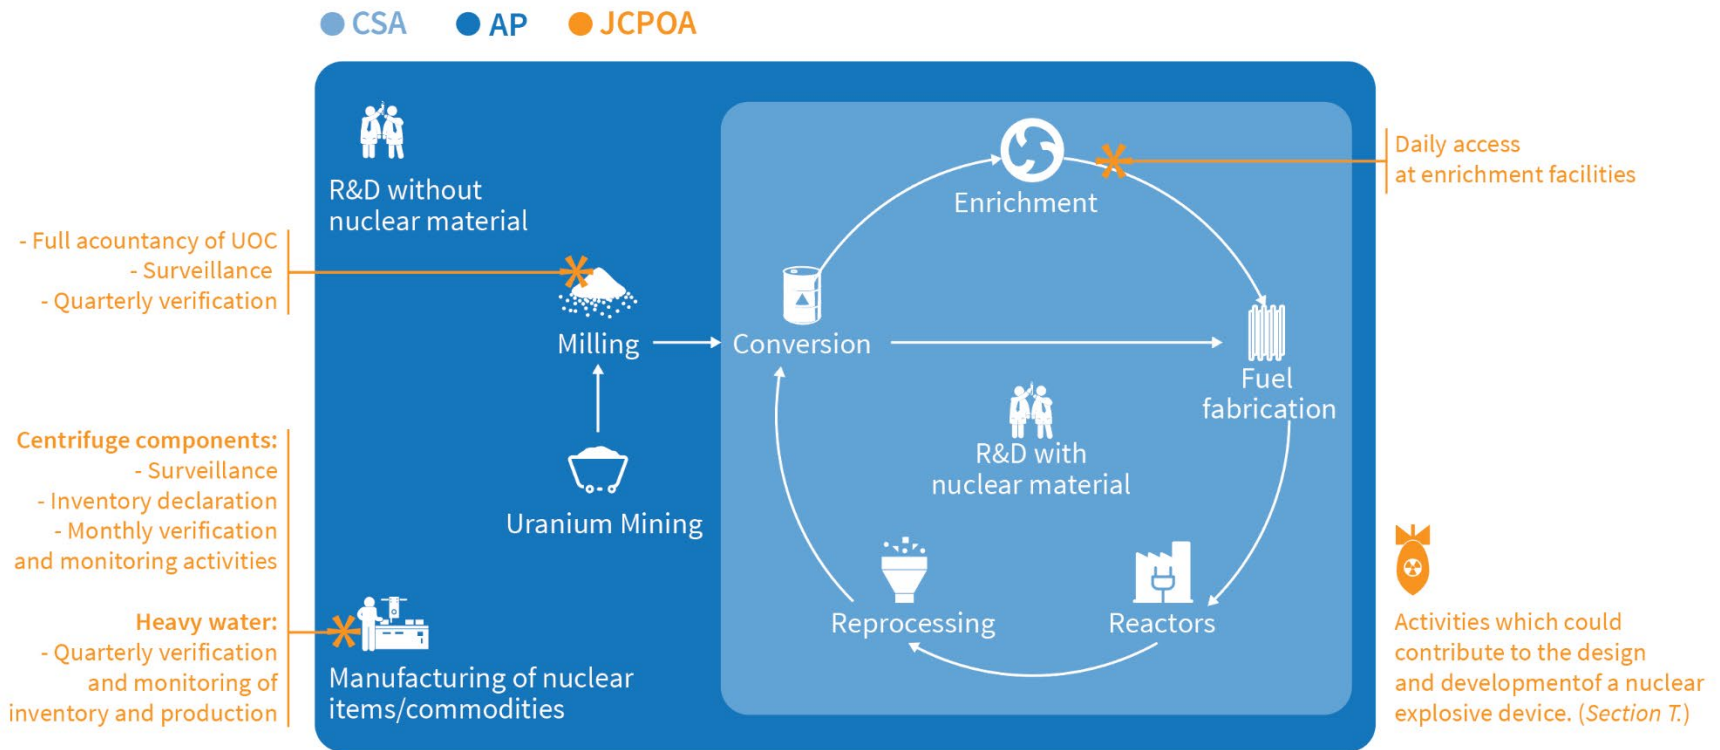 CSA
AP
JCPOA
R&D without
nuclear material
- Full acountancy of UOC
- Surveillance
- Quarterly verification
Milling
Uranium Mining
Centrifuge components:
- Surveillance
- Inventory declaration
- Monthly verification
and monitoring activities
Heavy water:
- Quarterly verification
and monitoring of
inventory and production
Manufacturing of nuclear
items/commodities
Enrichment
Conversion
Fuel
fabrication
R&D with
nuclear material
Reprocessing
Reactors
Daily access
at enrichment facilities
Activities which could
contribute to the design
and developmentof a nuclear
explosive device. (Section T.)